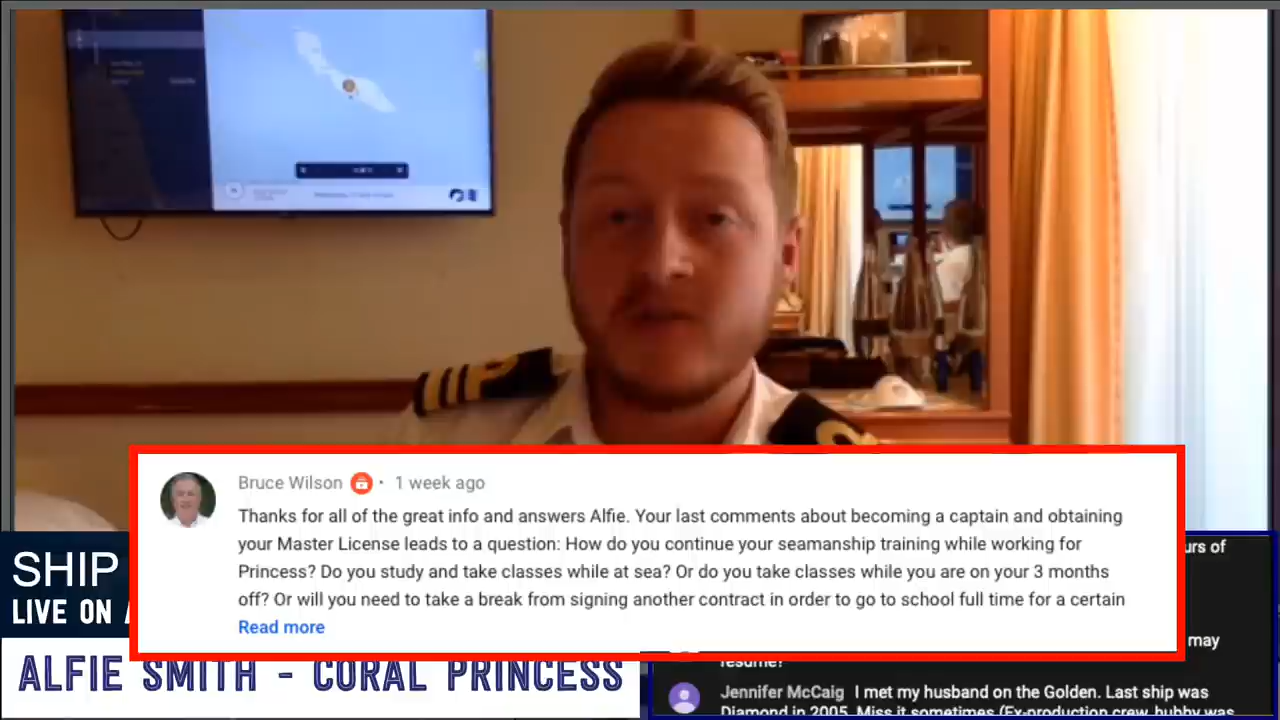 Bruce Wilson • 1 week ago
Thanks for all of the great info and answers Alfie. Your last comments about becoming a captain and obtaining
your Master License leads to a question: How do you continue your seamanship training while working for
Princess? Do you study and take classes while at sea? Or do you take classes while you are on your 3 months
off? Or will you need to take a break from signing another contract in order to go to school full time for a certain
Read more
SHIP
LIVE ON A
ALFIE SMITH - CORAL PRINCESS
urs of
may
resume?
Jennifer McCaig I met my husband on the Golden. Last ship was
Diamond in 2005. Miss it sometimes (Ex-production crew, hubby was